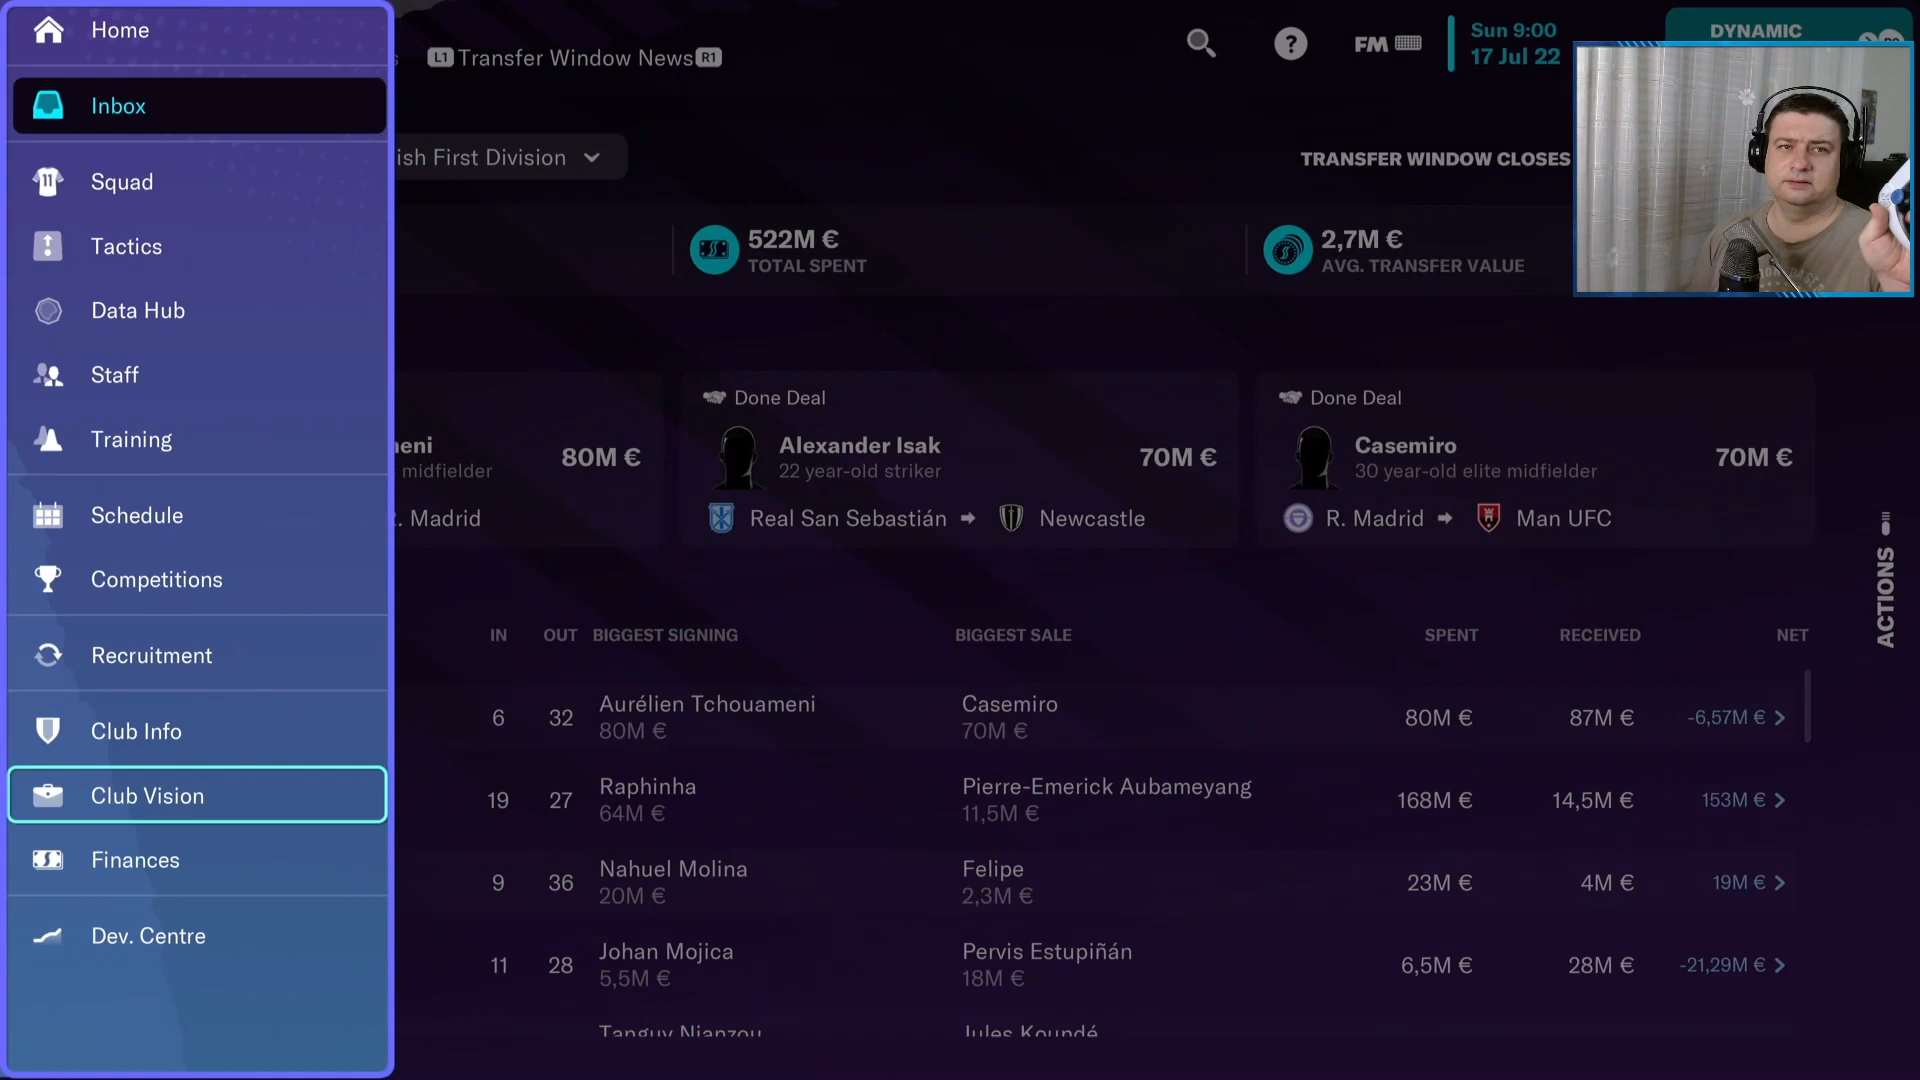 Home
Inbox
Squad
Tactics
Data Hub
Staff
Training
Schedule
Competitions
Recruitment
Club Info
Club Vision
Finances
Dev. Centre
L1 Transfer Window News R1
?
FM
Sun 9:00
17 Jul 22
DYNAMIC
ish First Division
TRANSFER WINDOW CLOSES
522M €
TOTAL SPENT
2,7M €
AVG. TRANSFER VALUE
eni
midfielder
80M €
. Madrid
Done Deal
Alexander Isak
22 year-old striker
70M €
Real San Sebastián
Newcastle
Done Deal
Casemiro
30 year-old elite midfielder
70M €
R. Madrid
Man UFC
ACTIONS
IN OUT BIGGEST SIGNING BIGGEST SALE SPENT RECEIVED NET
6 32 Aurélien Tchouameni Casemiro 80M € 87M € -6,57M €
80M € 70M €
19 27 Raphinha Pierre-Emerick Aubameyang 168M € 14,5M € 153M €
64M € 11,5M €
9 36 Nahuel Molina Felipe 23M € 4M € 19M €
20M € 2,3M €
11 28 Johan Mojica Pervis Estupiñán 6,5M € 28M € -21,29M €
5,5M € 18M €
Tanguy Nianzou Jules Koundé